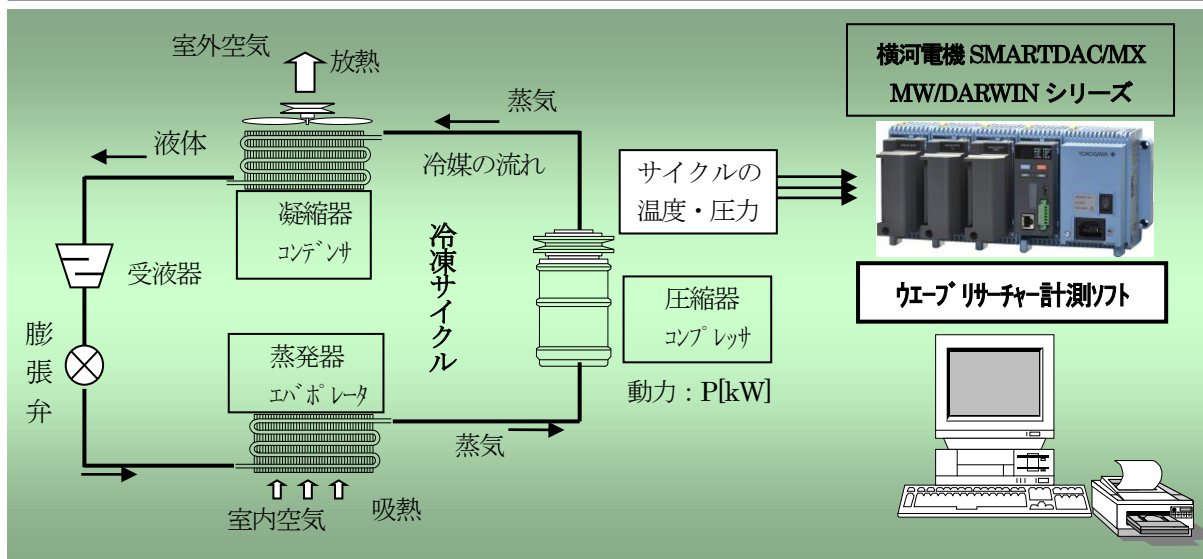 室外空気
放熱
蒸気
液体
冷媒の流れ
凝縮器
コンデンサ
受液器
膨張弁
冷凍サイクル
蒸発器
エバポレータ
蒸気
室内空気
吸熱
サイクルの
温度・圧力
圧縮器
コンプレッサ
動力：P[kW]
横河電機 SMARTDAC/MX
MW/DARWIN シリーズ
YOKOGAWA
ウエーブリサーチャー計測ソフト